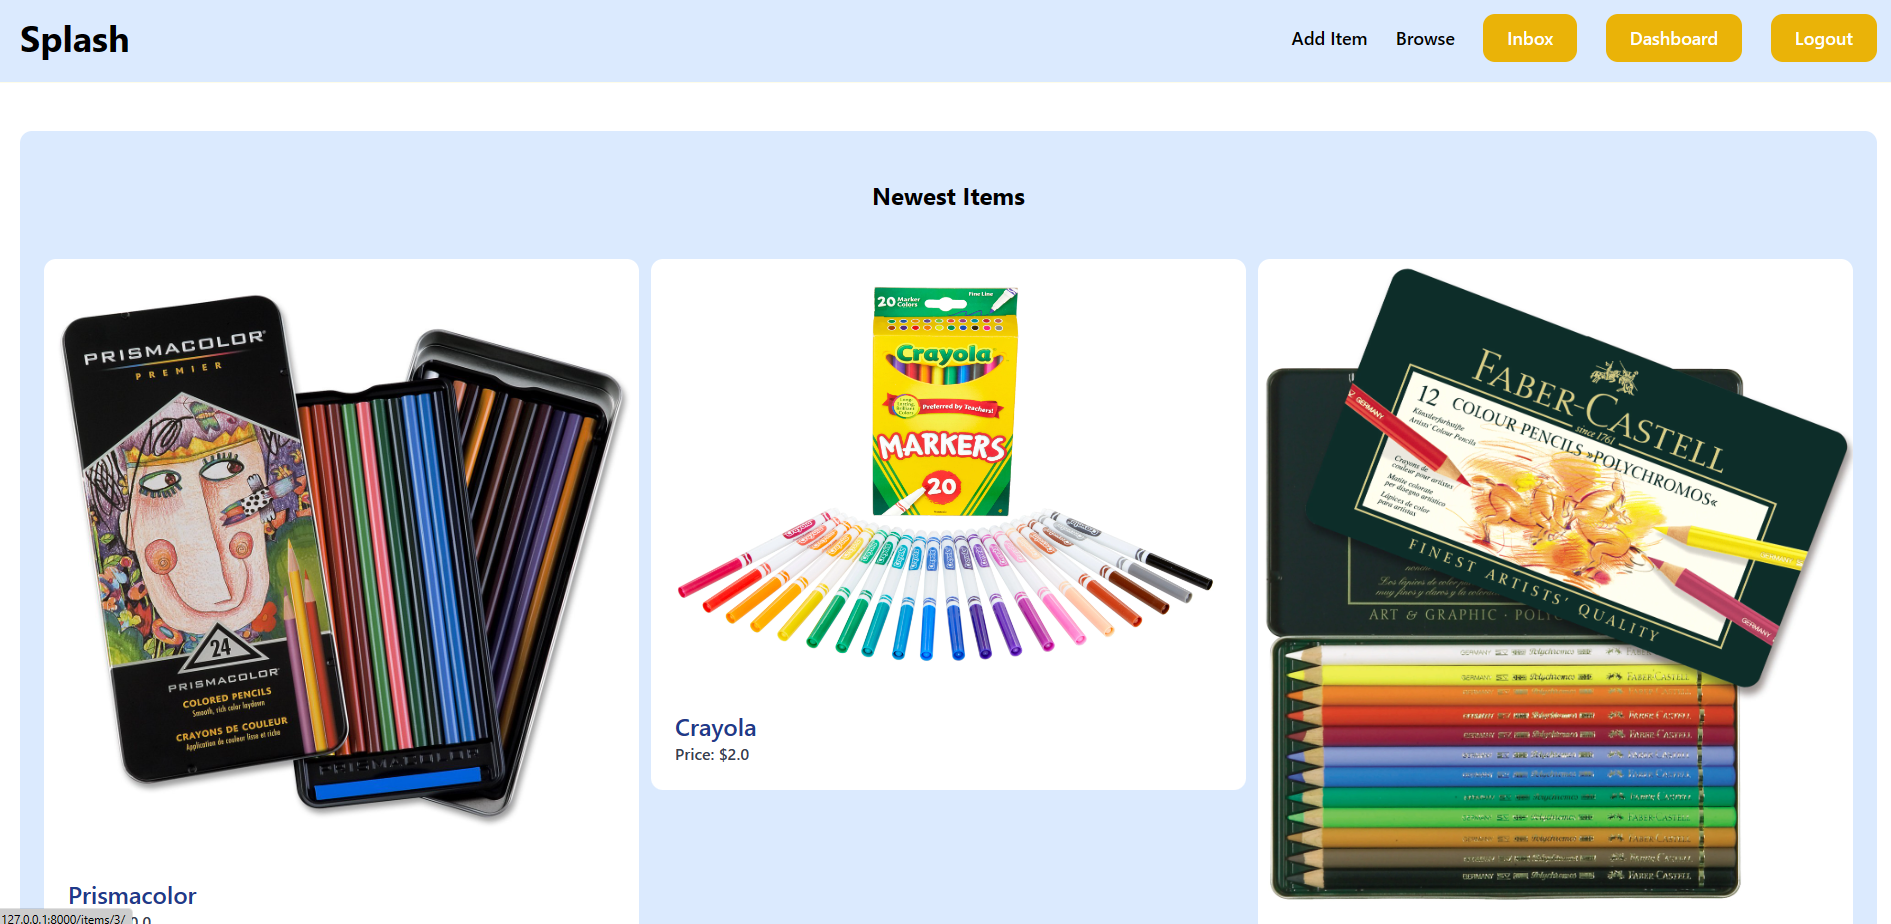 Splash
Add Item
Browse
Inbox
Dashboard
Logout
Newest Items
PRISMACOLOR
PREMIER
24
PRISMACOLOR
COLORED PENCILS
Smooth, rich color laydown
CRAYONS DE COULEUR
Application de couleur lisse et riche
PRISMACOLOR
20 Marker Colors
Fine Line
Crayola
Preferred by Teachers!
MARKERS
20
FABER-CASTELL
since 1761
12 COLOUR PENCILS »POLYCHROMOS«
Künstlerfarbstifte
Artists' Colour Pencils
Crayons de
couleur pour artistes
Matite colorate
per disegno artistico
Lápices de color
para artistas
FINEST ARTISTS' QUALITY
GERMANY
ART & GRAPHIC · POLYC
Crayola
Price: $2.0
Prismacolor
0.0
127.0.0.1:8000/items/3/